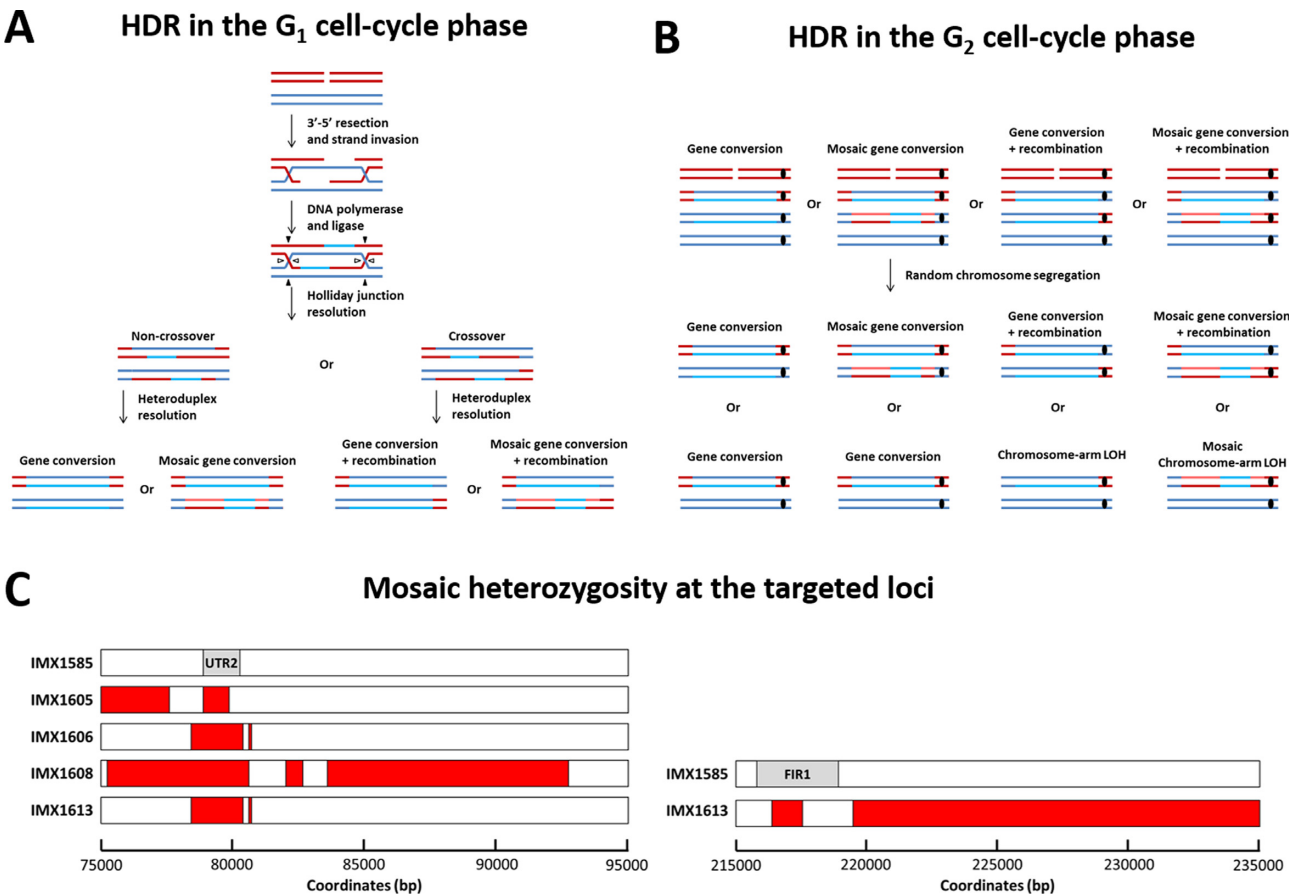 A
HDR in the G1 cell-cycle phase
3’-5’ resection
and strand invasion
DNA polymerase
and ligase
Holliday junction
resolution
Non-crossover
Or
Crossover
Heteroduplex
resolution
Heteroduplex
resolution
Gene conversion
Or
Mosaic gene conversion
Gene conversion
+ recombination
Or
Mosaic gene conversion
+ recombination
B
HDR in the G2 cell-cycle phase
Gene conversion
Or
Mosaic gene conversion
Or
Gene conversion
+ recombination
Or
Mosaic gene conversion
+ recombination
Random chromosome segregation
Gene conversion
Mosaic gene conversion
Gene conversion
+ recombination
Mosaic gene conversion
+ recombination
Or
Or
Or
Or
Gene conversion
Gene conversion
Chromosome-arm LOH
Mosaic
Chromosome-arm LOH
C
Mosaic heterozygosity at the targeted loci
IMX1585
UTR2
IMX1605
IMX1606
IMX1608
IMX1613
75000
80000
85000
90000
95000
Coordinates (bp)
IMX1585
FIR1
IMX1613
215000
220000
225000
230000
235000
Coordinates (bp)